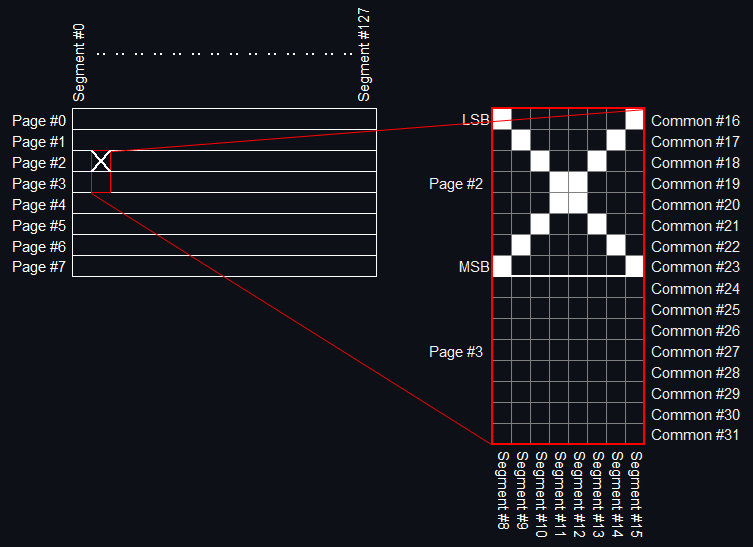 Segment #0
Segment #127
Page #0
Page #1
Page #2
Page #3
Page #4
Page #5
Page #6
Page #7
LSB
Page #2
MSB
Page #3
Common #16
Common #17
Common #18
Common #19
Common #20
Common #21
Common #22
Common #23
Common #24
Common #25
Common #26
Common #27
Common #28
Common #29
Common #30
Common #31
Segment #8
Segment #9
Segment #10
Segment #11
Segment #12
Segment #13
Segment #14
Segment #15